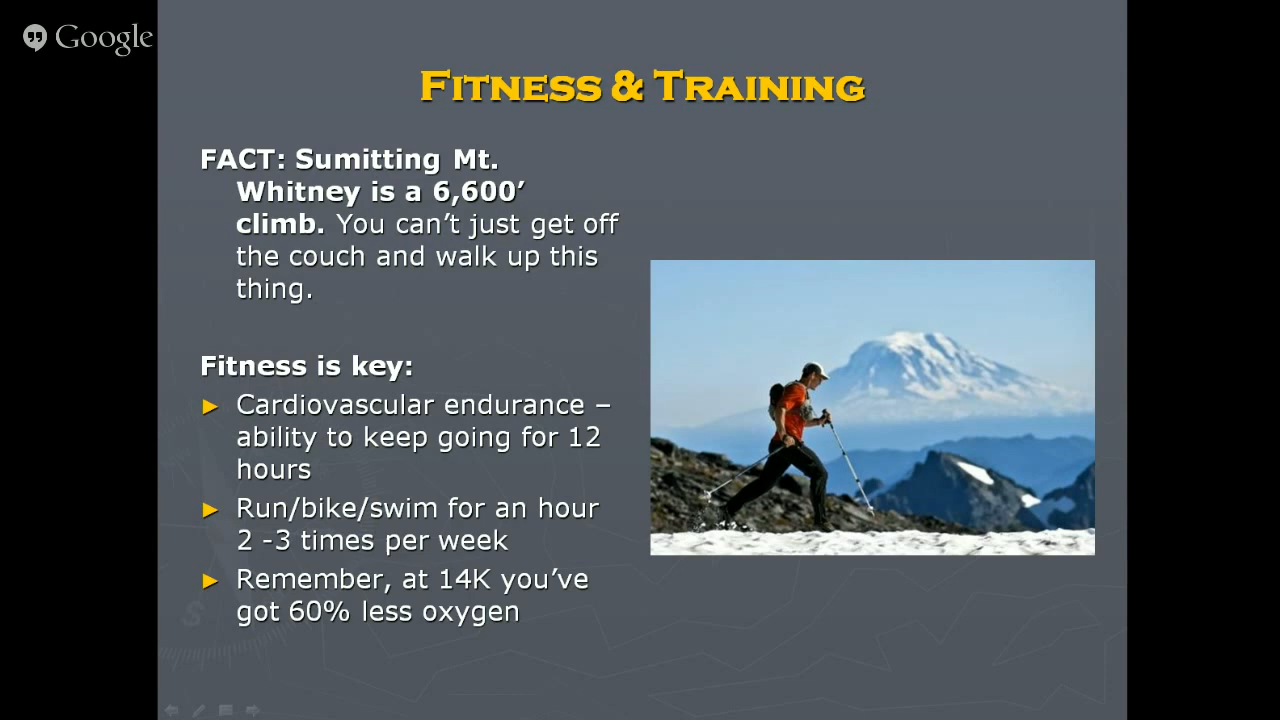 Google
FITNESS & TRAINING
FACT: Sumitting Mt.
Whitney is a 6,600’
climb. You can’t just get off
the couch and walk up this
thing.
Fitness is key:
► Cardiovascular endurance –
ability to keep going for 12
hours
► Run/bike/swim for an hour
2 -3 times per week
► Remember, at 14K you’ve
got 60% less oxygen
S